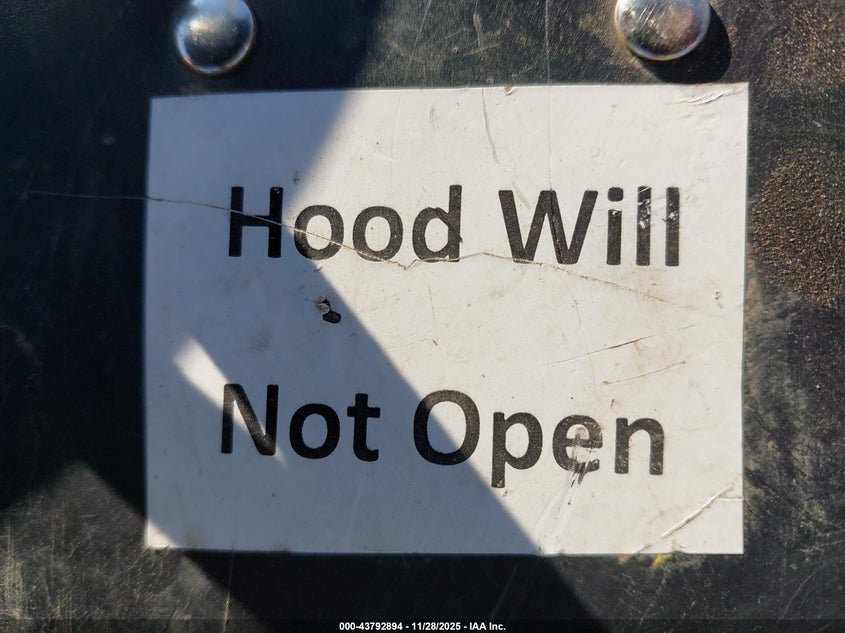 Hood Will
Not Open
000-43792894 - 11/28/2025 - IAA Inc.